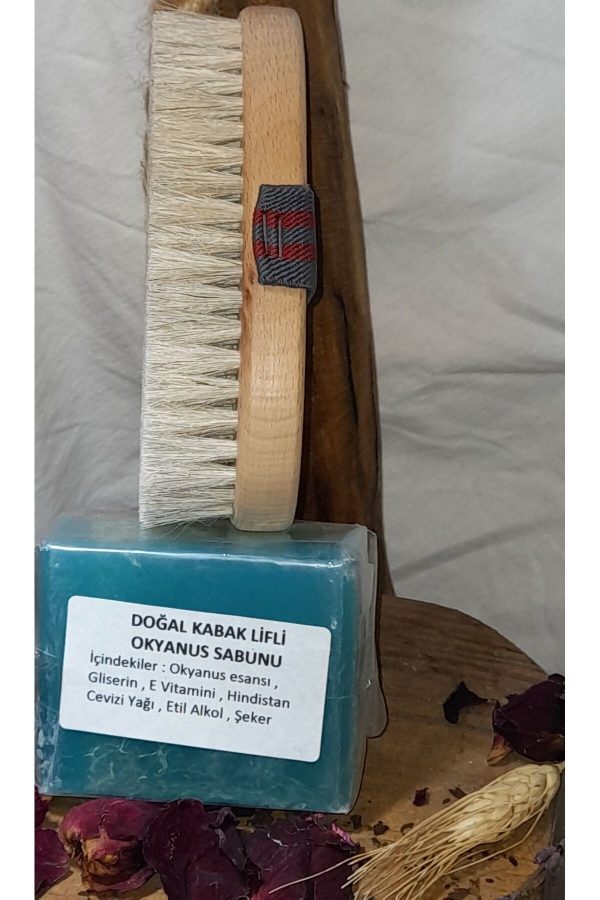 DOĞAL KABAK LİFLİ
OKYANUS SABUNU
İçindekiler : Okyanus esansı ,
Gliserin , E Vitamini , Hindistan
Cevizi Yağı , Etil Alkol , Şeker